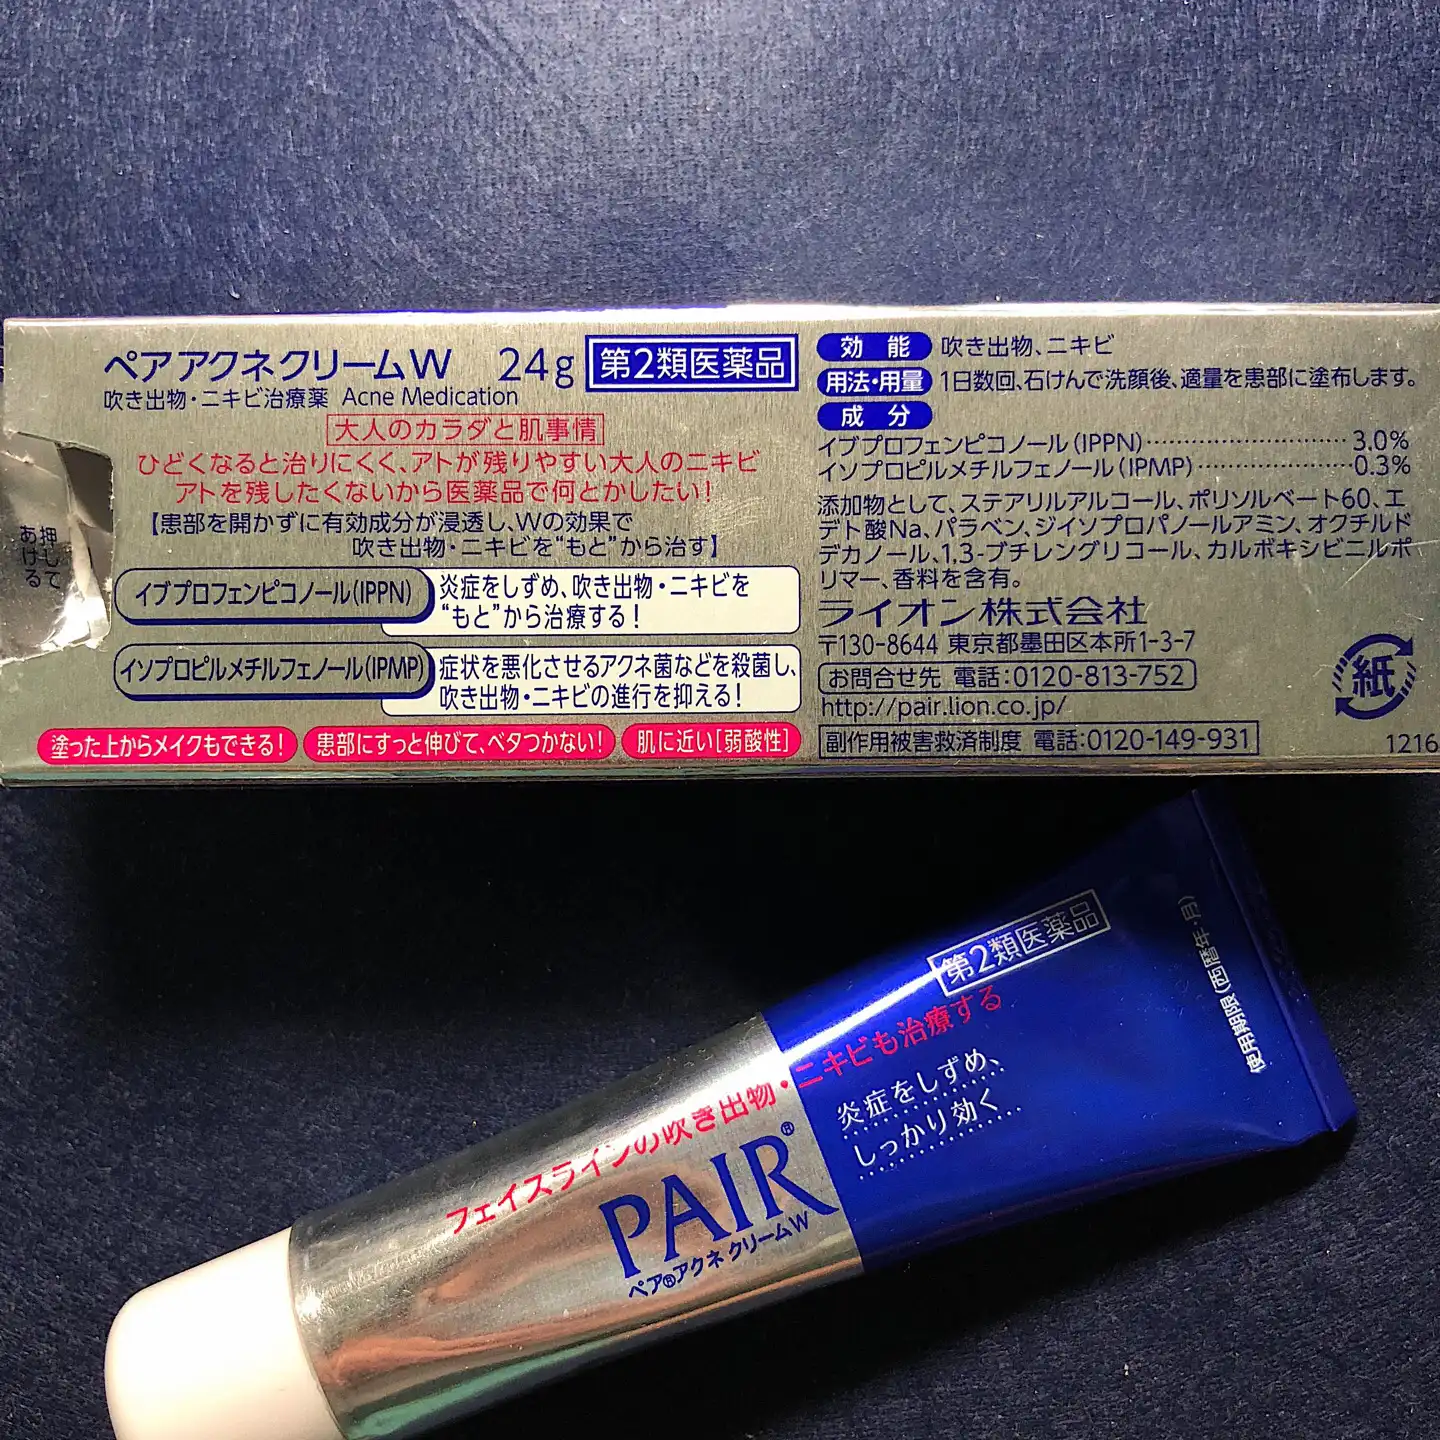 ペアアクネクリームW 24g 第2類医薬品
吹き出物・ニキビ治療薬 Acne Medication
大人のカラダと肌事情
ひどくなると治りにくく、アトが残りやすい大人のニキビ
アトを残したくないから医薬品で何とかしたい!
【患部を開かずに有効成分が浸透し、Wの効果で
吹き出物・ニキビを“もと”から治す】
イブプロフェンピコノール(IPPN)
炎症をしずめ、吹き出物・ニキビを
“もと”から治療する!
イソプロピルメチルフェノール(IPMP)
症状を悪化させるアクネ菌などを殺菌し、
吹き出物・ニキビの進行を抑える!
塗った上からメイクもできる!
患部にすっと伸びて、ベタつかない!
肌に近い[弱酸性]
押して
あける
効能 吹き出物、ニキビ
用法・用量 1日数回、石けんで洗顔後、適量を患部に塗布します。
成分
イブプロフェンピコノール(IPPN)……………………3.0%
イソプロピルメチルフェノール(IPMP)………………0.3%
添加物として、ステアリルアルコール、ポリソルベート60、エ
デト酸Na、パラベン、ジイソプロパノールアミン、オクチルド
デカノール、1,3-ブチレングリコール、カルボキシビニルポ
リマー、香料を含有。
ライオン株式会社
〒130-8644 東京都墨田区本所1-3-7
お問合せ先 電話:0120-813-752
http://pair.lion.co.jp/
副作用被害救済制度 電話:0120-149-931
紙
1216
第2類医薬品
フェイスラインの吹き出物・ニキビも治療する
炎症をしずめ、
しっかり効く
PAIR®
ペア®アクネクリームW
使用期限(西暦年・月)